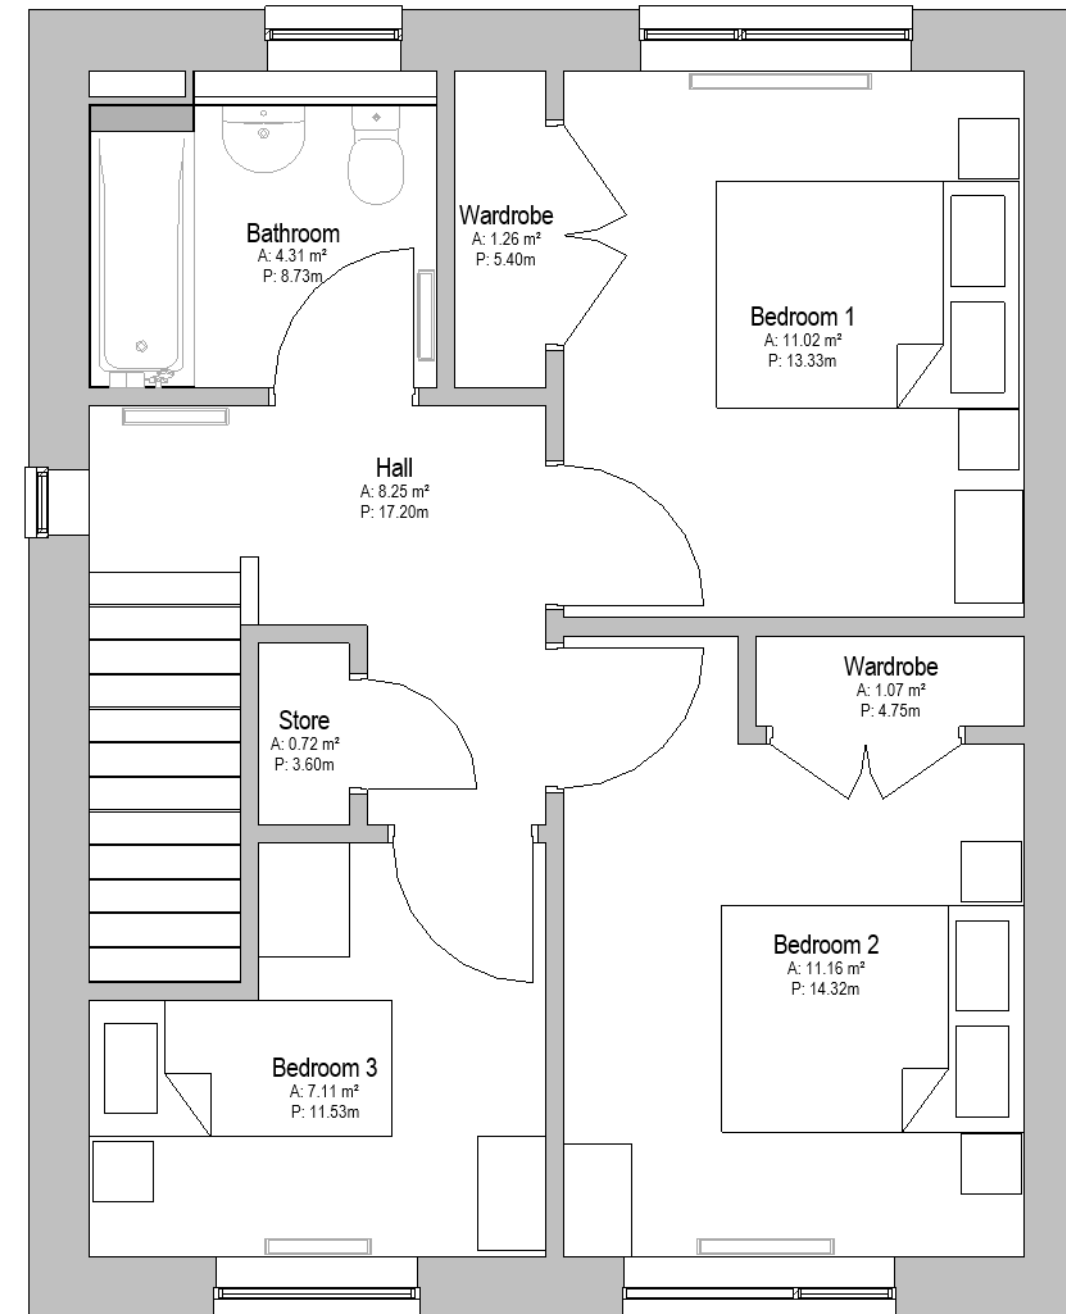 Bathroom
A: 4.31 m²
P: 8.73m
Wardrobe
A: 1.26 m²
P: 5.40m
Bedroom 1
A: 11.02 m²
P: 13.33m
Hall
A: 8.25 m²
P: 17.20m
Wardrobe
A: 1.07 m²
P: 4.75m
Store
A: 0.72 m²
P: 3.60m
Bedroom 2
A: 11.16 m²
P: 14.32m
Bedroom 3
A: 7.11 m²
P: 11.53m